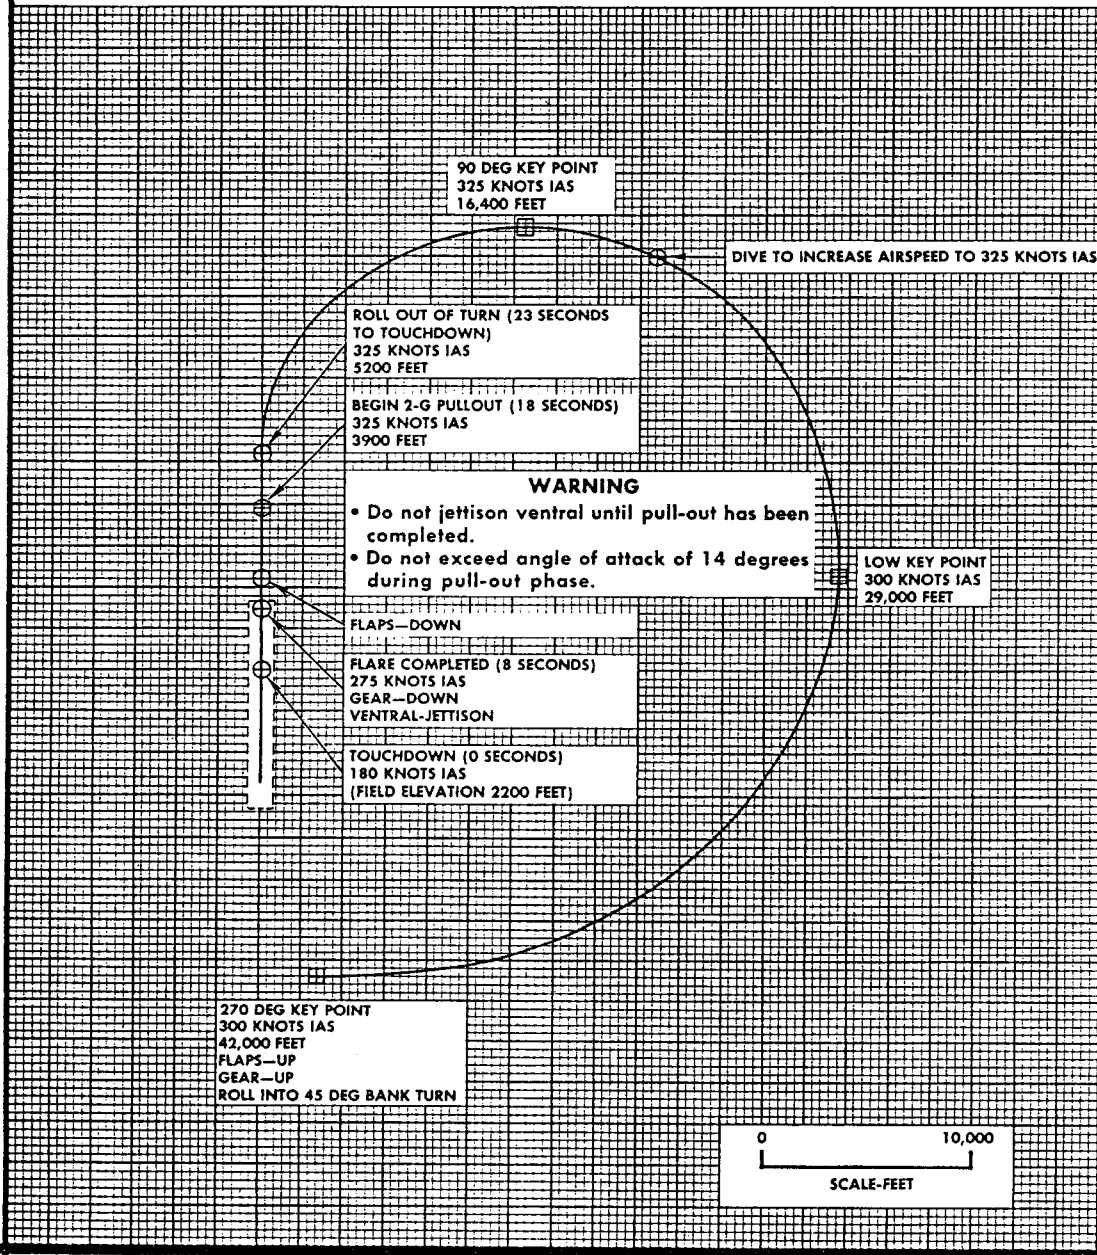 90 DEG KEY POINT
325 KNOTS IAS
16,400 FEET
DIVE TO INCREASE AIRSPEED TO 325 KNOTS IAS
ROLL OUT OF TURN (23 SECONDS
TO TOUCHDOWN)
325 KNOTS IAS
5200 FEET
BEGIN 2-G PULLOUT (18 SECONDS)
325 KNOTS IAS
3900 FEET
WARNING
• Do not jettison ventral until pull-out has been
completed.
• Do not exceed angle of attack of 14 degrees
during pull-out phase.
LOW KEY POINT
300 KNOTS IAS
29,000 FEET
FLAPS—DOWN
FLARE COMPLETED (8 SECONDS)
275 KNOTS IAS
GEAR—DOWN
VENTRAL-JETTISON
TOUCHDOWN (0 SECONDS)
180 KNOTS IAS
(FIELD ELEVATION 2200 FEET)
270 DEG KEY POINT
300 KNOTS IAS
42,000 FEET
FLAPS—UP
GEAR—UP
ROLL INTO 45 DEG BANK TURN
0 10,000
SCALE-FEET